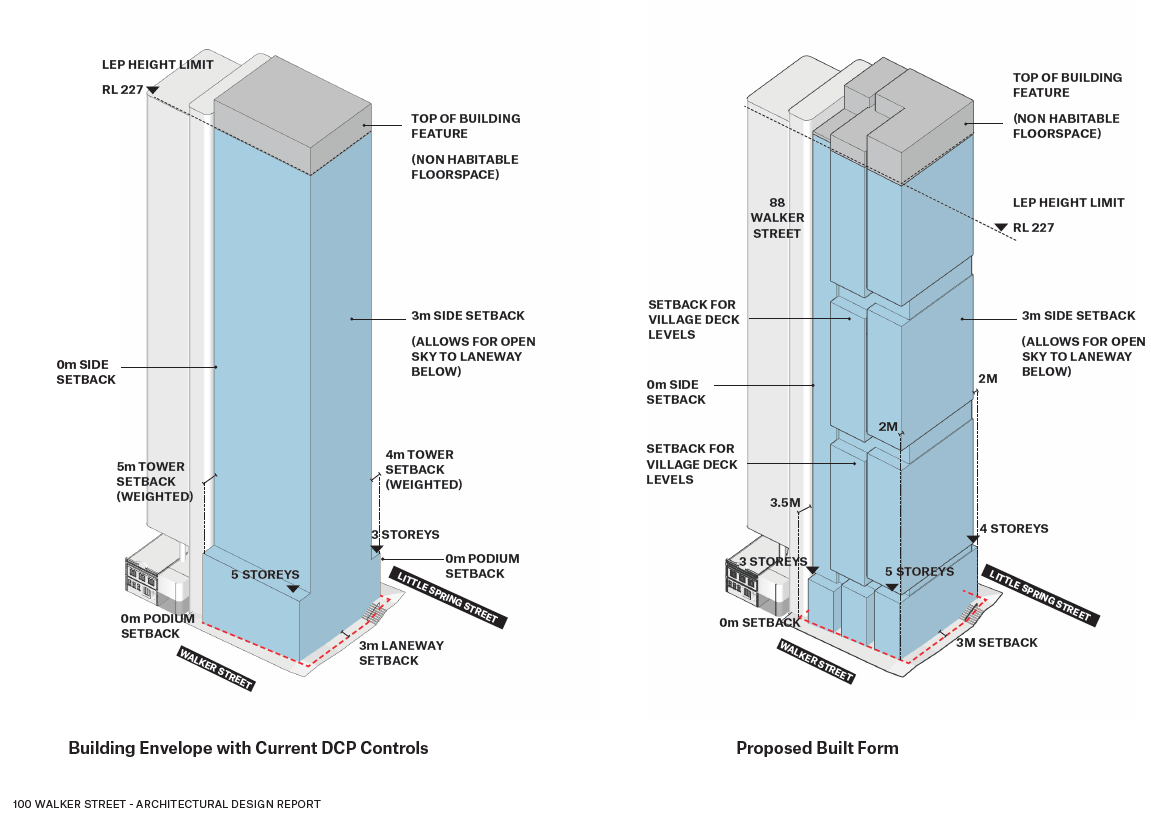 LEP HEIGHT LIMIT
RL 227
TOP OF BUILDING
FEATURE
(NON HABITABLE
FLOORSPACE)
3m SIDE SETBACK
(ALLOWS FOR OPEN
SKY TO LANEWAY
BELOW)
0m SIDE
SETBACK
5m TOWER
SETBACK
(WEIGHTED)
4m TOWER
SETBACK
(WEIGHTED)
3 STOREYS
0m PODIUM
SETBACK
5 STOREYS
LITTLE SPRING STREET
0m PODIUM
SETBACK
3m LANEWAY
SETBACK
WALKER STREET
Building Envelope with Current DCP Controls
TOP OF BUILDING
FEATURE
(NON HABITABLE
FLOORSPACE)
88
WALKER
STREET
LEP HEIGHT LIMIT
RL 227
SETBACK FOR
VILLAGE DECK
LEVELS
3m SIDE SETBACK
(ALLOWS FOR OPEN
SKY TO LANEWAY
BELOW)
0m SIDE
SETBACK
2M
2M
SETBACK FOR
VILLAGE DECK
LEVELS
3.5M
4 STOREYS
3 STOREYS
5 STOREYS
LITTLE SPRING STREET
0m SETBACK
3M SETBACK
WALKER STREET
Proposed Built Form
100 WALKER STREET - ARCHITECTURAL DESIGN REPORT